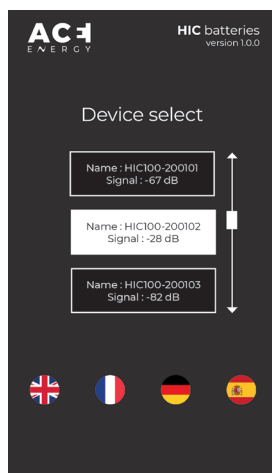 ACE
ENERGY
HIC batteries
version 1.0.0
Device select
Name : HIC100-200101
Signal : -67 dB
Name : HIC100-200102
Signal : -28 dB
Name : HIC100-200103
Signal : -82 dB